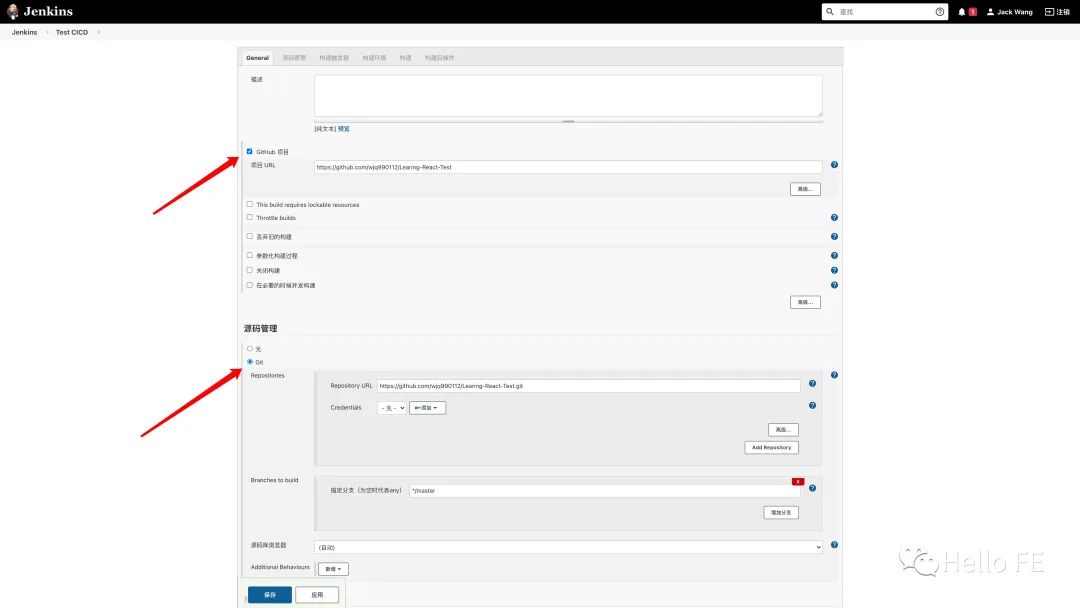 Jenkins
查找
1
Jack Wang
注销
Jenkins
Test CICD
General
源码管理
构建触发器
构建环境
构建
构建后操作
描述
[纯文本] 预览
GitHub 项目
项目 URL
https://github.com/wjq990112/Learing-React-Test
高级...
This build requires lockable resources
Throttle builds
丢弃旧的构建
参数化构建过程
关闭构建
在必要的时候并发构建
高级...
源码管理
无
Git
Repositories
Repository URL
https://github.com/wjq990112/Learing-React-Test.git
Credentials
- 无 -
添加
高级...
Add Repository
Branches to build
X
指定分支（为空时代表any）
*/master
增加分支
源码库浏览器
(自动)
Additional Behaviours
新增
保存
应用
Hello FE